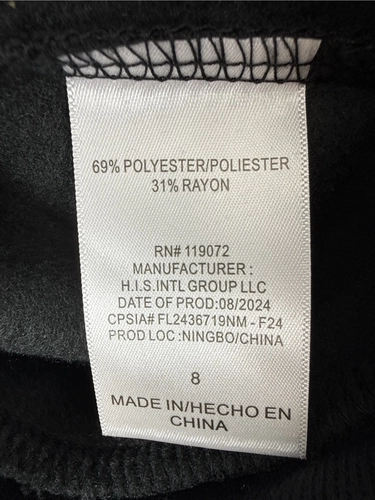 69% POLYESTER/POLIESTER
31% RAYON
RN# 119072
MANUFACTURER :
H.I.S.INTL GROUP LLC
DATE OF PROD:08/2024
CPSIA# FL2436719NM - F24
PROD LOC :NINGBO/CHINA
8
MADE IN/HECHO EN
CHINA